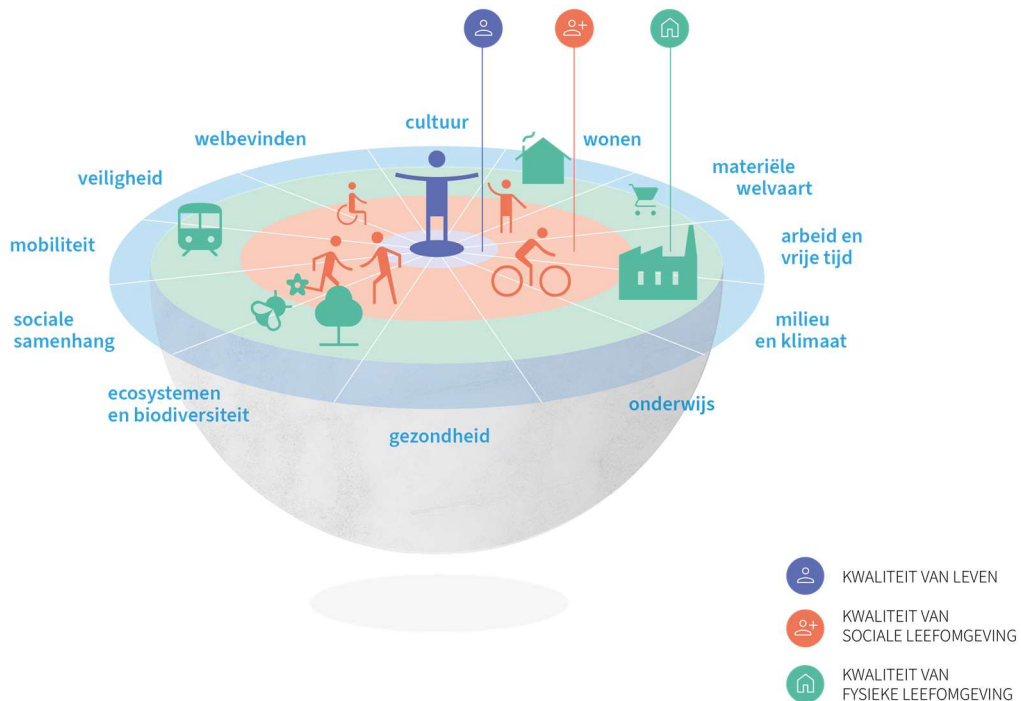 cultuur
welbevinden
wonen
veiligheid
materiële
welvaart
mobiliteit
arbeid en
vrije tijd
sociale
samenhang
milieu
en klimaat
ecosystemen
en biodiversiteit
onderwijs
gezondheid
KWALITEIT VAN LEVEN
KWALITEIT VAN
SOCIALE LEEFOMGEVING
KWALITEIT VAN
FYSIEKE LEEFOMGEVING